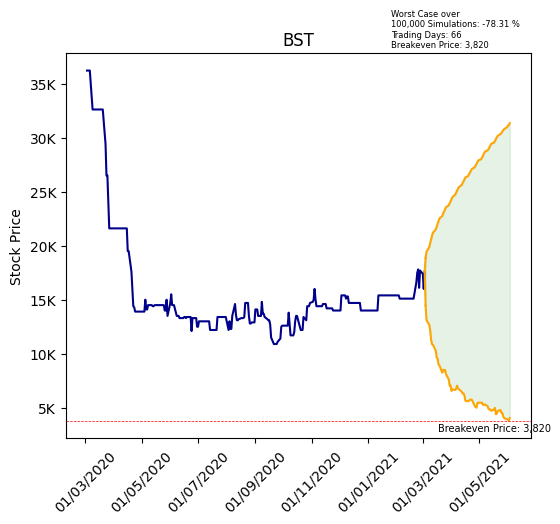 Worst Case over
100,000 Simulations: -78.31 %
Trading Days: 66
Breakeven Price: 3,820
BST
Stock Price
35K
30K
25K
20K
15K
10K
5K
Breakeven Price: 3,820
01/03/2020
01/05/2020
01/07/2020
01/09/2020
01/11/2020
01/01/2021
01/03/2021
01/05/2021